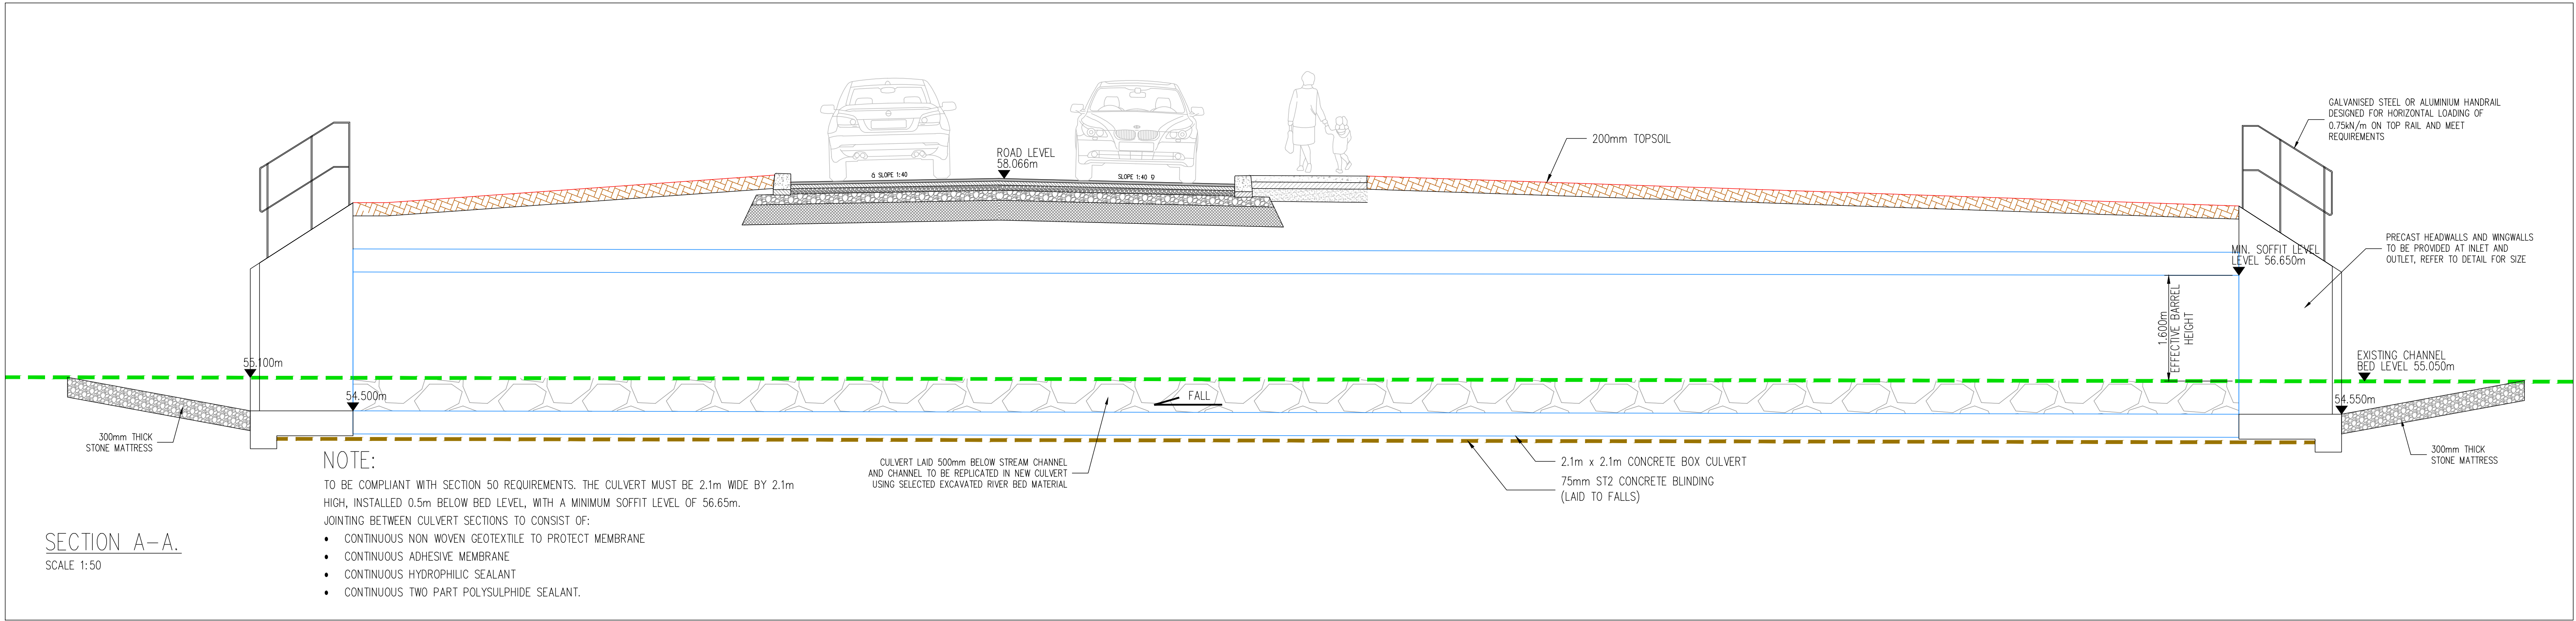 GALVANISED STEEL OR ALUMINIUM HANDRAIL
DESIGNED FOR HORIZONTAL LOADING OF
0.75kN/m ON TOP RAIL AND MEET
REQUIREMENTS
200mm TOPSOIL
ROAD LEVEL
58.066m
SLOPE 1:40
SLOPE 1:40
PRECAST HEADWALLS AND WINGWALLS
TO BE PROVIDED AT INLET AND
OUTLET, REFER TO DETAIL FOR SIZE
MIN. SOFFIT LEVEL
LEVEL 56.650m
1.600m
EFFECTIVE BARREL
HEIGHT
55.100m
EXISTING CHANNEL
BED LEVEL 55.050m
54.500m
FALL
54.550m
300mm THICK
STONE MATTRESS
CULVERT LAID 500mm BELOW STREAM CHANNEL
AND CHANNEL TO BE REPLICATED IN NEW CULVERT
USING SELECTED EXCAVATED RIVER BED MATERIAL
2.1m x 2.1m CONCRETE BOX CULVERT
75mm ST2 CONCRETE BLINDING
(LAID TO FALLS)
300mm THICK
STONE MATTRESS
NOTE:
TO BE COMPLIANT WITH SECTION 50 REQUIREMENTS. THE CULVERT MUST BE 2.1m WIDE BY 2.1m
HIGH, INSTALLED 0.5m BELOW BED LEVEL, WITH A MINIMUM SOFFIT LEVEL OF 56.65m.
JOINTING BETWEEN CULVERT SECTIONS TO CONSIST OF:
• CONTINUOUS NON WOVEN GEOTEXTILE TO PROTECT MEMBRANE
• CONTINUOUS ADHESIVE MEMBRANE
• CONTINUOUS HYDROPHILIC SEALANT
• CONTINUOUS TWO PART POLYSULPHIDE SEALANT.
SECTION A-A.
SCALE 1:50